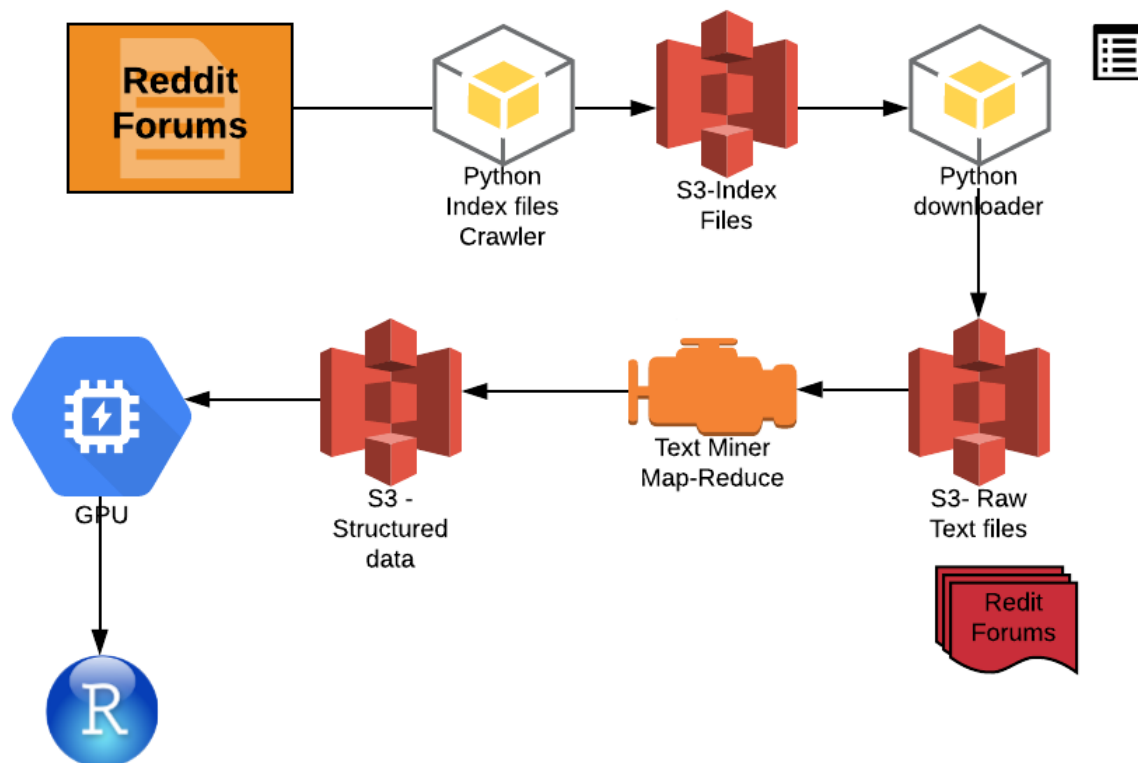 Reddit
Forums
Python
Index files
Crawler
S3-Index
Files
Python
downloader
GPU
S3 -
Structured
data
Text Miner
Map-Reduce
S3- Raw
Text files
Redit
Forums
R